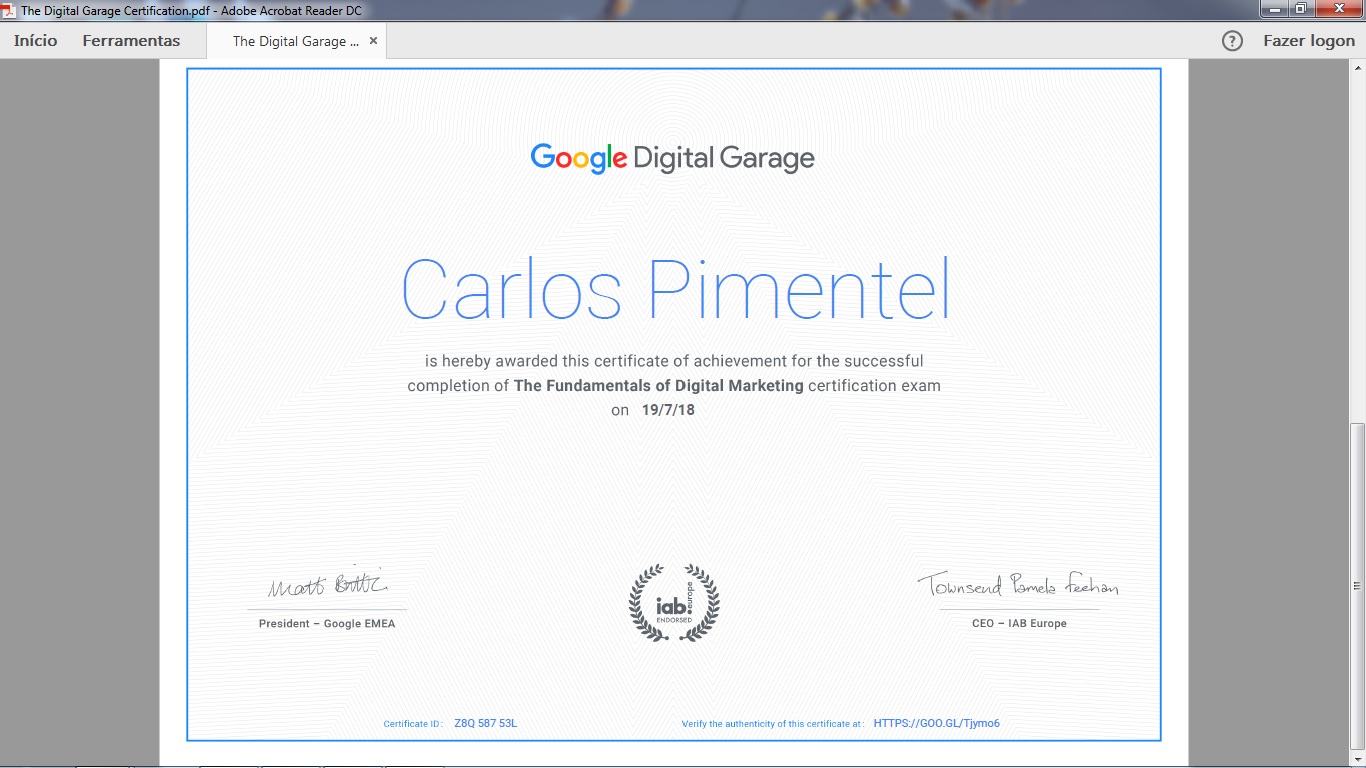 The Digital Garage Certification.pdf - Adobe Acrobat Reader DC
Início Ferramentas The Digital Garage ... × ? Fazer logon
Google Digital Garage
Carlos Pimentel
is hereby awarded this certificate of achievement for the successful
completion of The Fundamentals of Digital Marketing certification exam
on 19/7/18
Matt Brittin
President – Google EMEA
iab. europe
ENDORSED
Townsend Pamela Feehan
CEO – IAB Europe
Certificate ID: Z8Q 587 53L Verify the authenticity of this certificate at: HTTPS://GOO.GL/Tjymo6